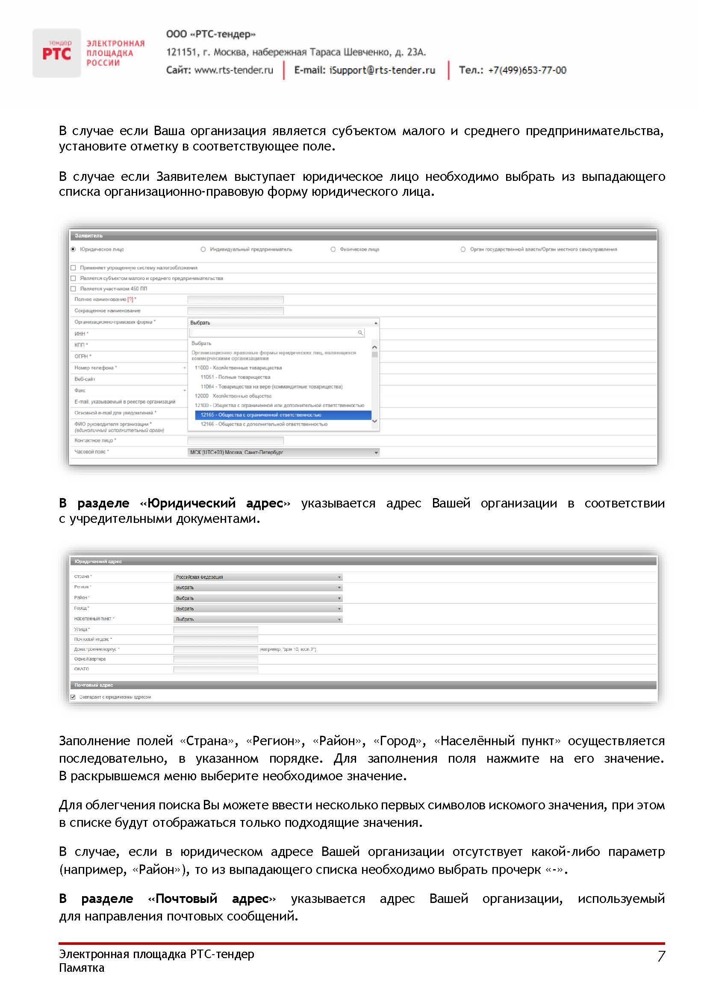 тендер
РТС
ЭЛЕКТРОННАЯ
ПЛОЩАДКА
РОССИИ
ООО «РТС-тендер»
121151, г. Москва, набережная Тараса Шевченко, д. 23А.
Сайт: www.rts-tender.ru | E-mail: iSupport@rts-tender.ru | Тел.: +7(499)653-77-00
В случае если Ваша организация является субъектом малого и среднего предпринимательства,
установите отметку в соответствующее поле.
В случае если Заявителем выступает юридическое лицо необходимо выбрать из выпадающего
списка организационно-правовую форму юридического лица.
Заявитель
Юридическое лицо Индивидуальный предприниматель Физическое лицо Орган государственной власти/Орган местного самоуправления
Применяет упрощенную систему налогообложения
Является субъектом малого и среднего предпринимательства
Является участником 450 ПП
Полное наименование [?] *
Сокращенное наименование
Организационно-правовая форма * Выбрать
ИНН *
КПП * Выбрать
Организационно-правовые формы юридических лиц, являющихся
коммерческими организациями
ОГРН *
Номер телефона * + 11000 - Хозяйственные товарищества
Веб-сайт 11051 - Полные товарищества
Факс + 11064 - Товарищества на вере (коммандитные товарищества)
12000 - Хозяйственные общества
E-mail, указываемый в реестре организаций 12100 - Общества с ограниченной или дополнительной ответственностью
Основной e-mail для уведомлений * 12165 - Общества с ограниченной ответственностью
ФИО руководителя организации * 12166 - Общества с дополнительной ответственностью
(единоличный исполнительный орган)
Контактное лицо *
Часовой пояс * МСК (UTC+03) Москва, Санкт-Петербург
В разделе «Юридический адрес» указывается адрес Вашей организации в соответствии
с учредительными документами.
Юридический адрес
Страна * Российская Федерация
Регион * Выбрать
Район * Выбрать
Город * Выбрать
Населенный пункт * Выбрать
Улица *
Почтовый индекс *
Дом/строение/корпус * (например, "дом 10, корп.7")
Офис/Квартира
ОКАТО
Почтовый адрес
Совпадает с юридическим адресом
Заполнение полей «Страна», «Регион», «Район», «Город», «Населённый пункт» осуществляется
последовательно, в указанном порядке. Для заполнения поля нажмите на его значение.
В раскрывшемся меню выберите необходимое значение.
Для облегчения поиска Вы можете ввести несколько первых символов искомого значения, при этом
в списке будут отображаться только подходящие значения.
В случае, если в юридическом адресе Вашей организации отсутствует какой-либо параметр
(например, «Район»), то из выпадающего списка необходимо выбрать прочерк «-».
В разделе «Почтовый адрес» указывается адрес Вашей организации, используемый
для направления почтовых сообщений.
Электронная площадка РТС-тендер 7
Памятка